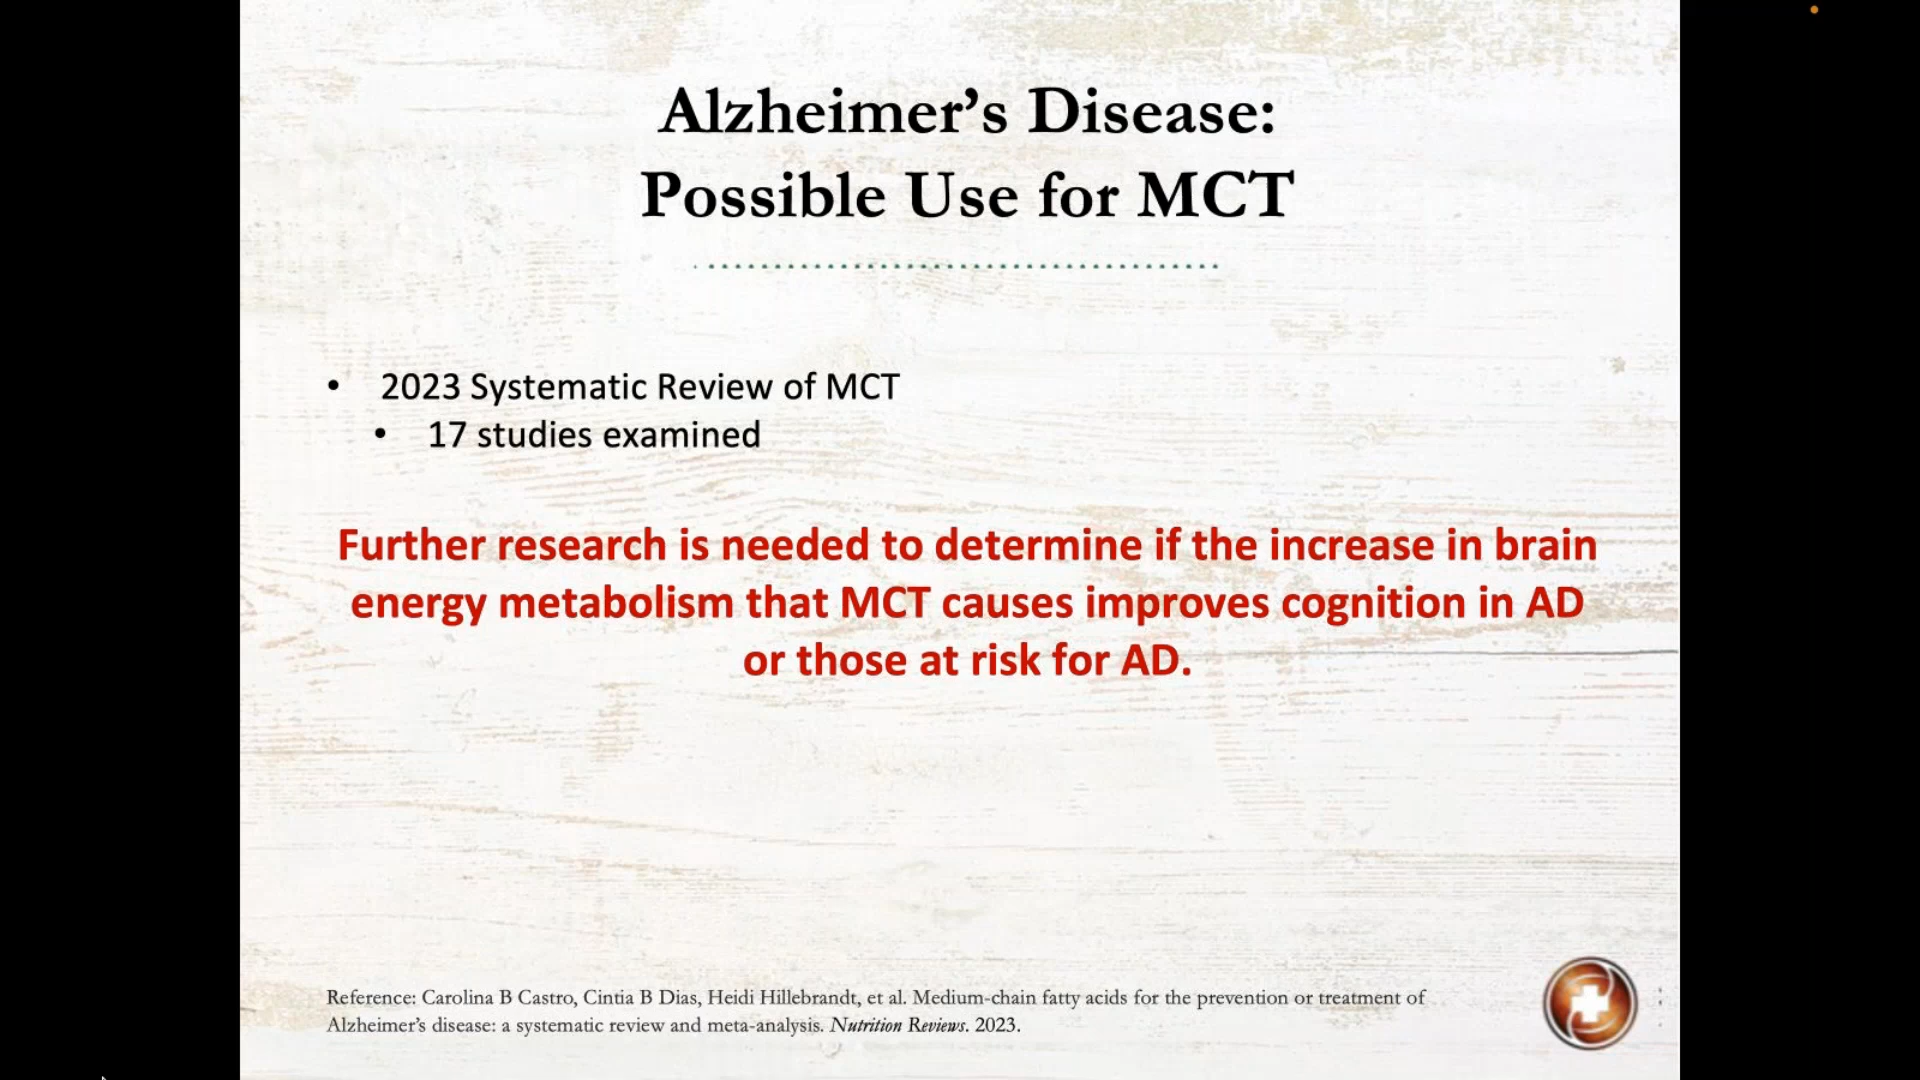 Alzheimer’s Disease:
Possible Use for MCT
• 2023 Systematic Review of MCT
• 17 studies examined
Further research is needed to determine if the increase in brain
energy metabolism that MCT causes improves cognition in AD
or those at risk for AD.
Reference: Carolina B Castro, Cintia B Dias, Heidi Hillebrandt, et al. Medium-chain fatty acids for the prevention or treatment of
Alzheimer’s disease: a systematic review and meta-analysis. Nutrition Reviews. 2023.